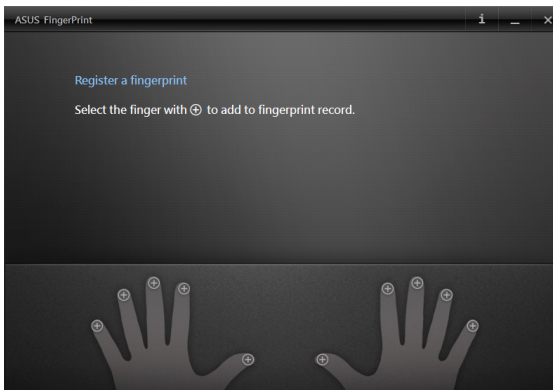 ASUS FingerPrint
Register a fingerprint
Select the finger with ⊕ to add to fingerprint record.